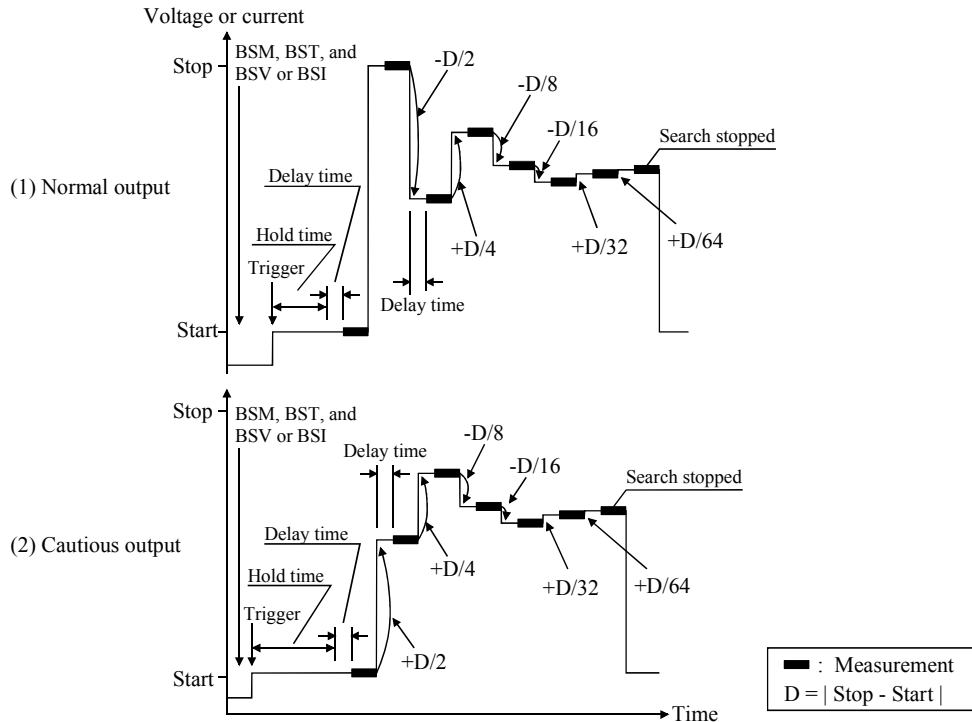 Voltage or current
BSM, BST, and
BSV or BSI
Stop
-D/2
-D/8
-D/16
Search stopped
(1) Normal output
Delay time
Hold time
Trigger
+D/4
+D/32
+D/64
Delay time
Start
Stop
BSM, BST, and
BSV or BSI
Delay time
-D/8
-D/16
Search stopped
(2) Cautious output
Delay time
Hold time
Trigger
+D/4
+D/32
+D/64
+D/2
Start
: Measurement
D = | Stop - Start |
Time